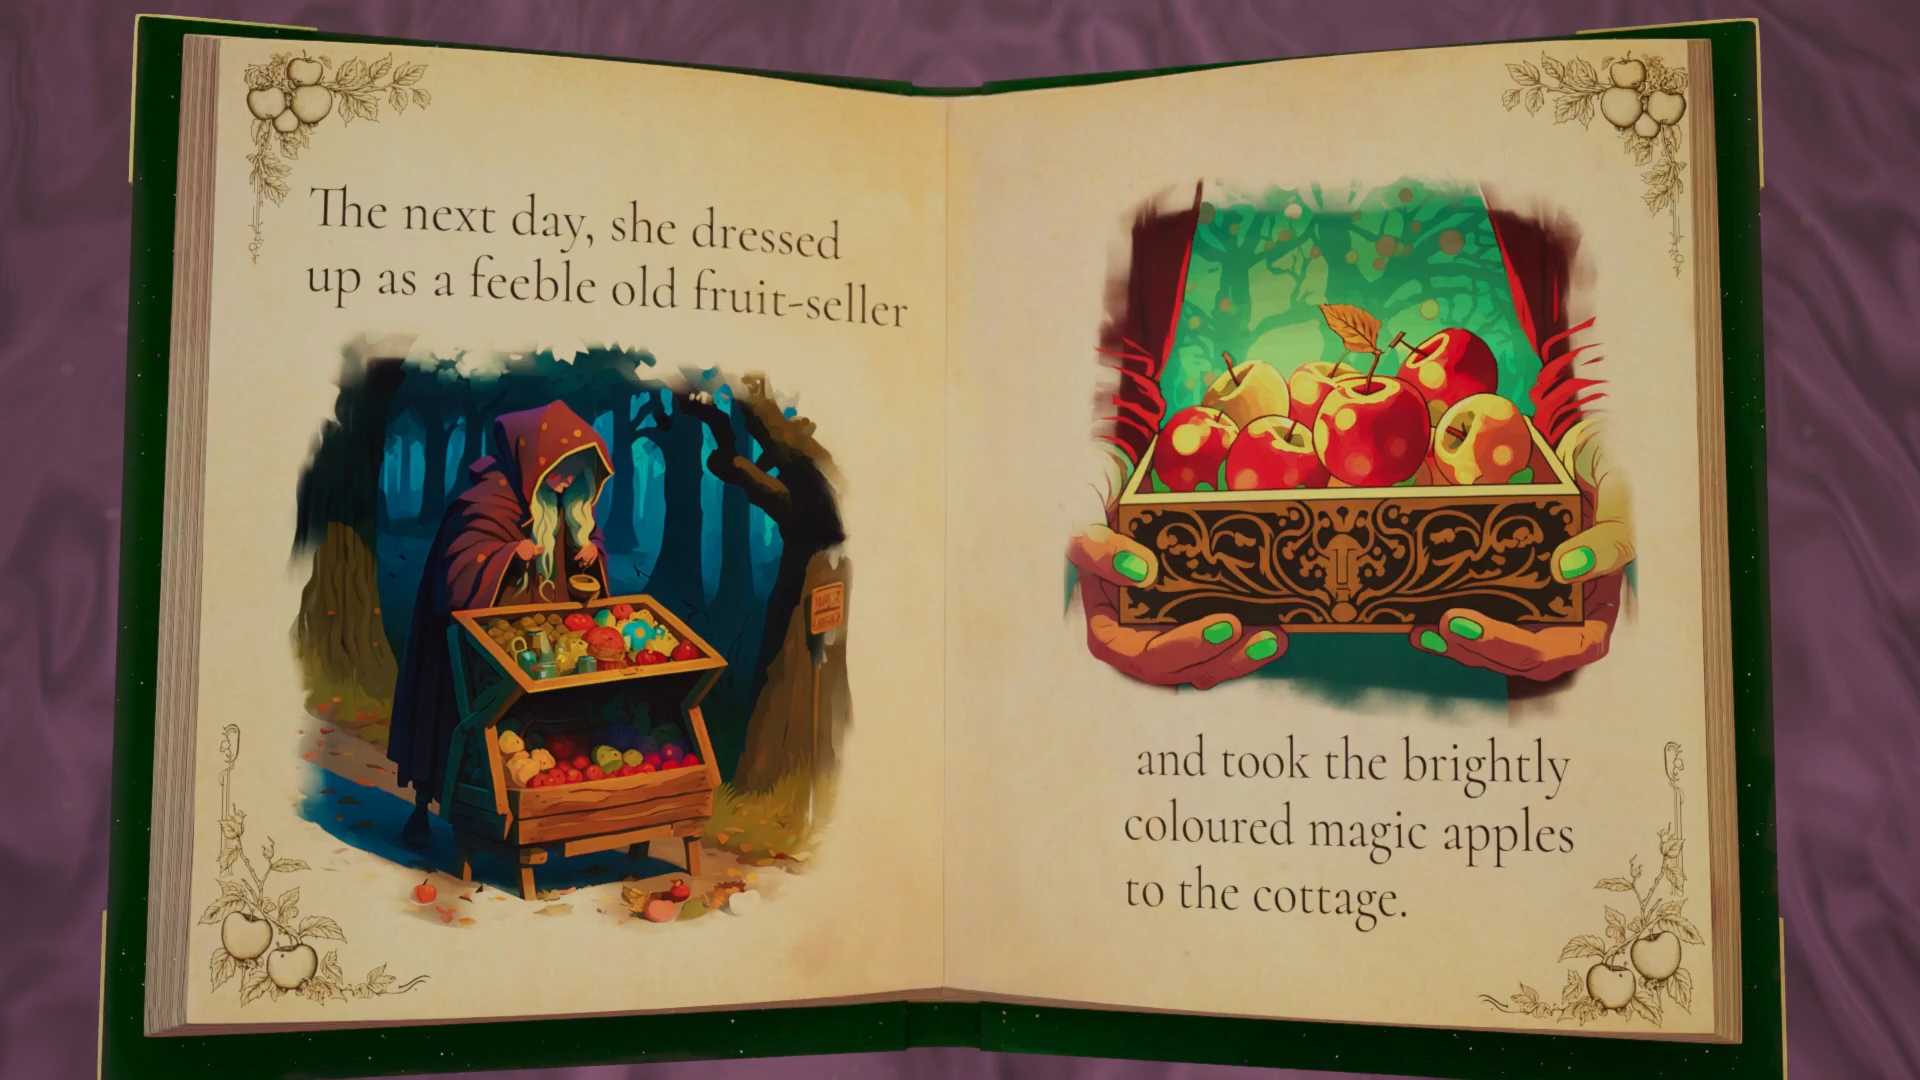 The next day, she dressed
up as a feeble old fruit-seller
and took the brightly
coloured magic apples
to the cottage.